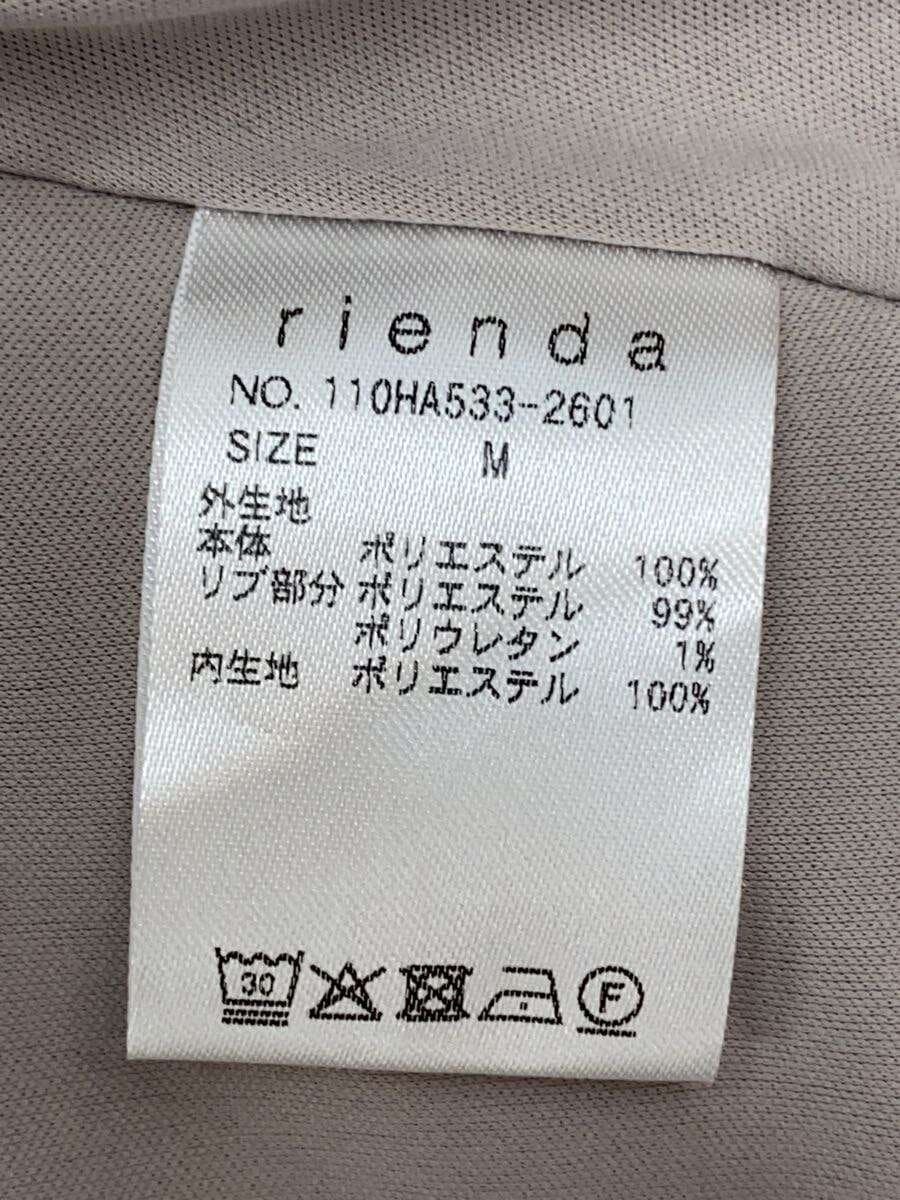 rienda
NO. 110HA533-2601
SIZE M
外生地
本体 ポリエステル 100%
リブ部分 ポリエステル 99%
ポリウレタン 1%
内生地 ポリエステル 100%
30
F